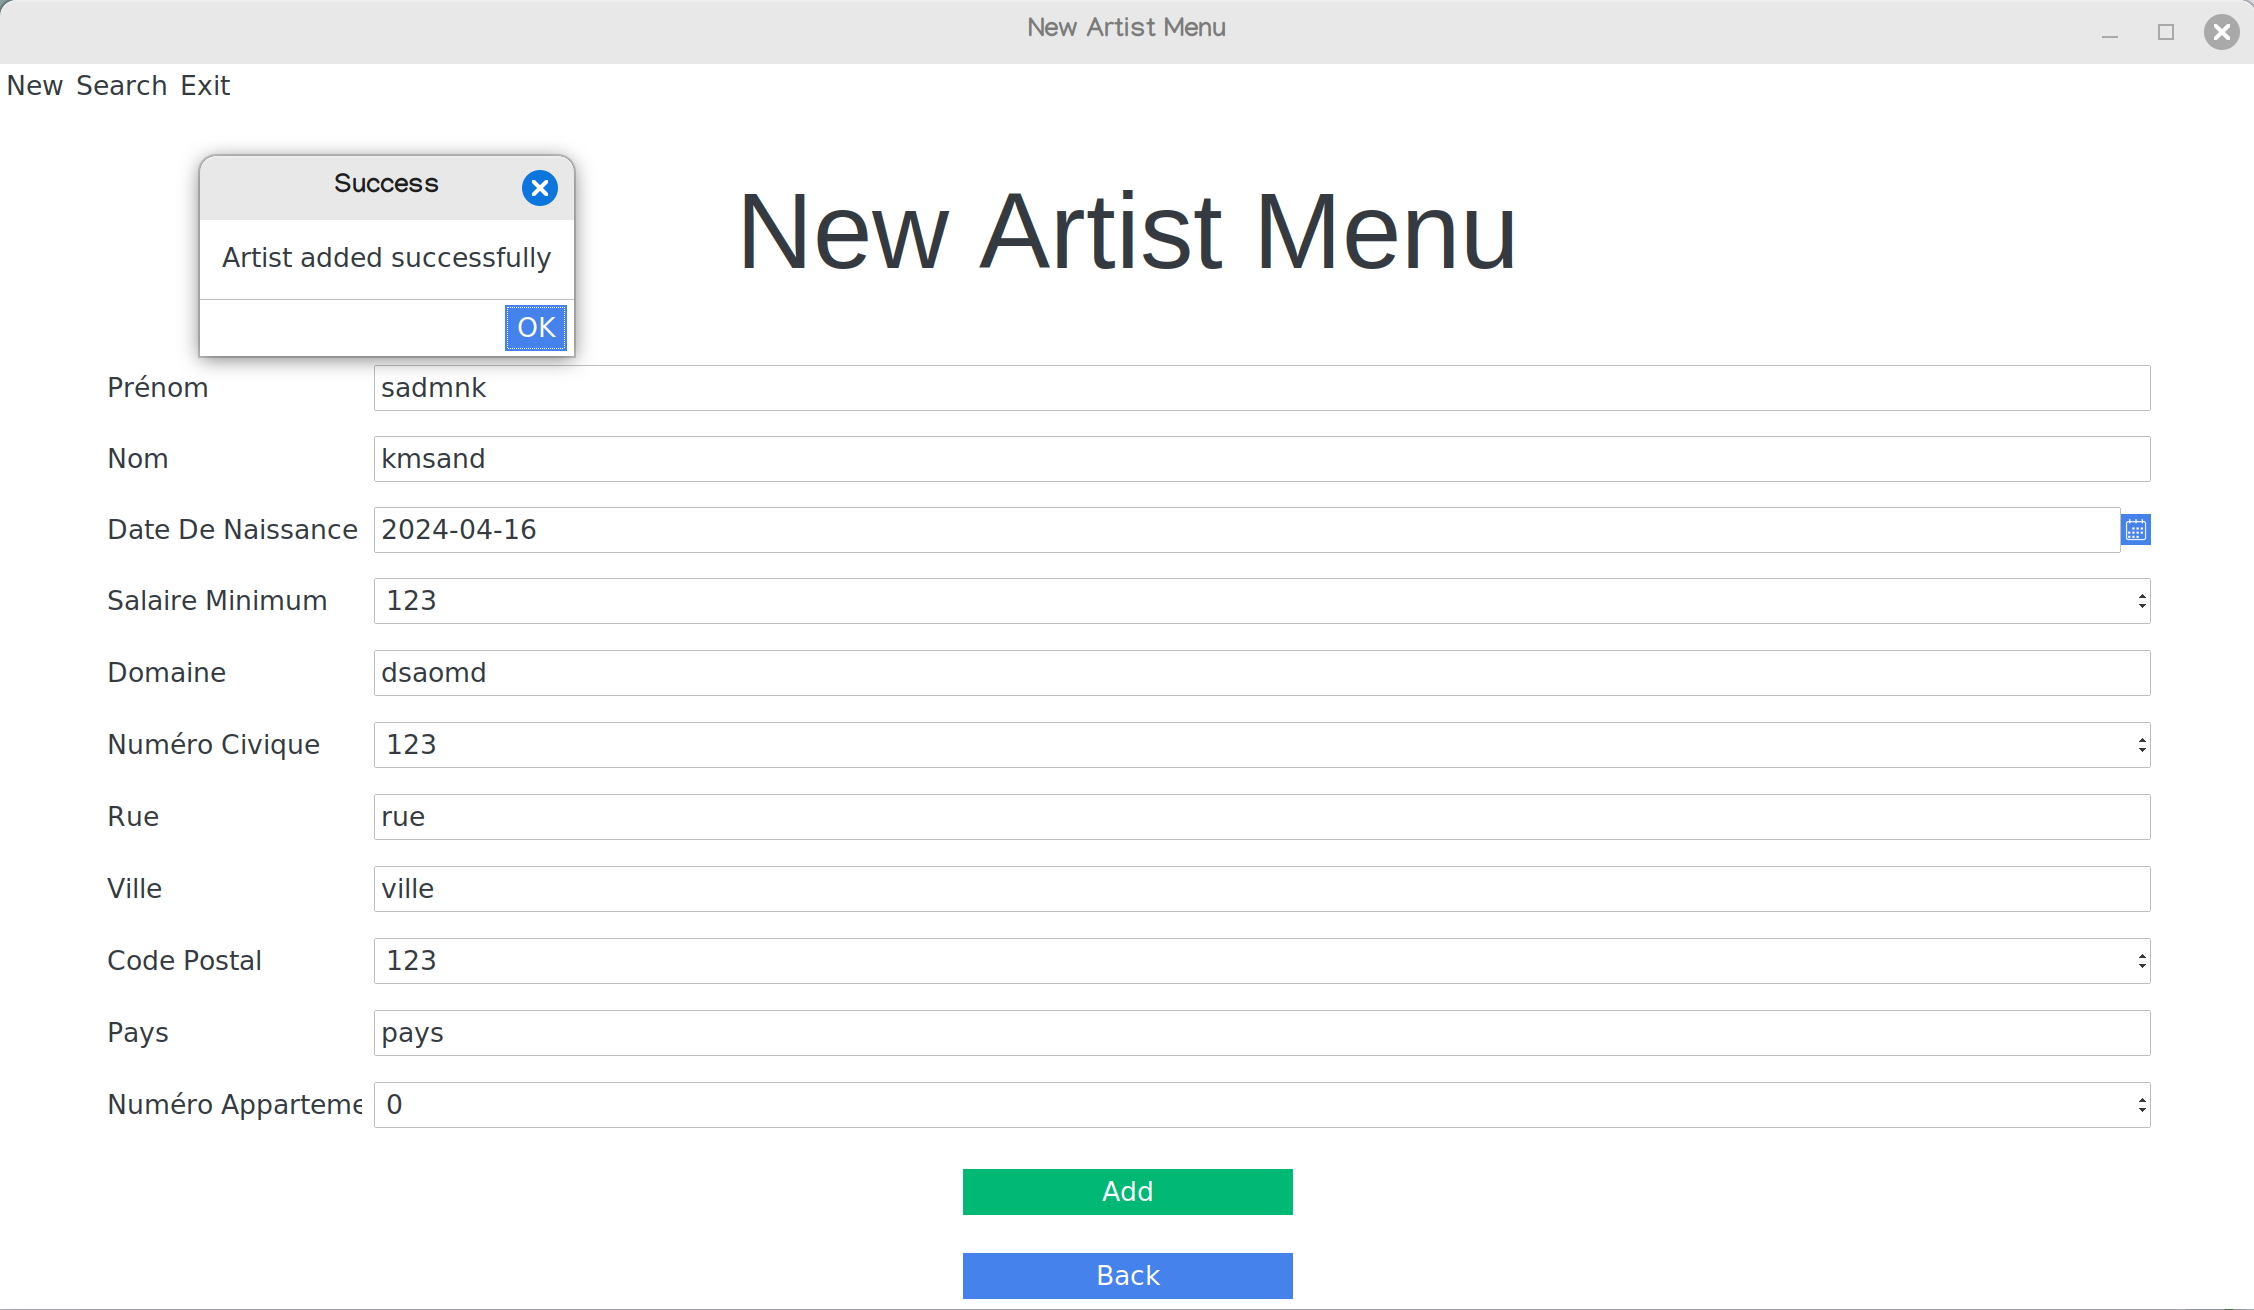 New Artist Menu
New Search Exit
Success
Artist added successfully
OK
New Artist Menu
Prénom sadmnk
Nom kmsand
Date De Naissance 2024-04-16
Salaire Minimum 123
Domaine dsaomd
Numéro Civique 123
Rue rue
Ville ville
Code Postal 123
Pays pays
Numéro Apparteme 0
Add
Back